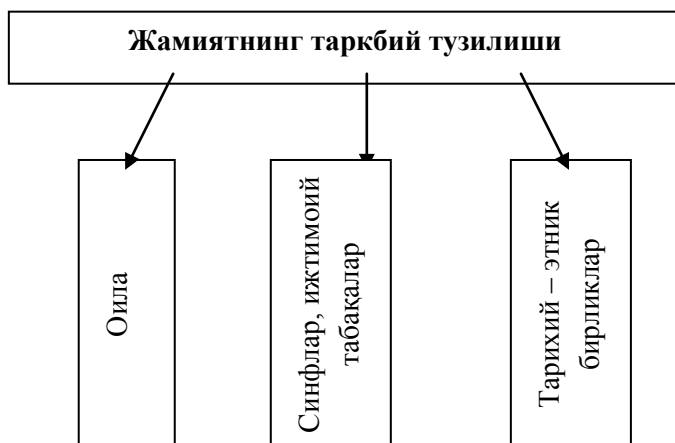 Жамиятнинг таркбий тузилиши
Оила
Синфлар, ижтимоий
табақалар
Тарихий – этник
бирликлар